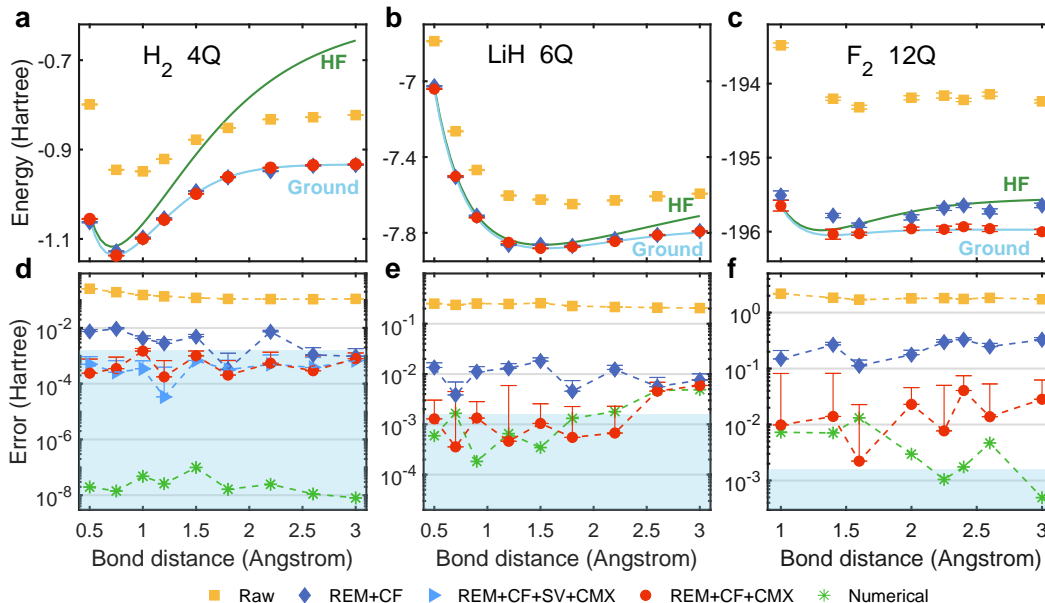 a
b
c
H2 4Q
LiH 6Q
F2 12Q
HF
Ground
HF
Ground
HF
Ground
Energy (Hartree)
-0.7
-0.9
-1.1
-7
-7.4
-7.8
-194
-195
-196
d
e
f
Error (Hartree)
10^-2
10^-4
10^-6
10^-8
10^-1
10^-2
10^-3
10^-4
10^0
10^-1
10^-2
10^-3
0.5 1 1.5 2 2.5 3
0.5 1 1.5 2 2.5 3
1 1.5 2 2.5 3
Bond distance (Angstrom)
Bond distance (Angstrom)
Bond distance (Angstrom)
Raw REM+CF REM+CF+SV+CMX REM+CF+CMX Numerical